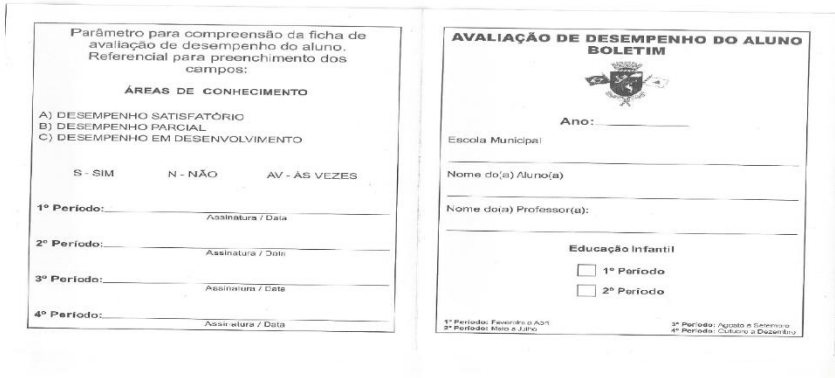 Parâmetro para compreensão da ficha de
avaliação de desempenho do aluno.
Referencial para preenchimento dos
campos:
ÁREAS DE CONHECIMENTO
A) DESEMPENHO SATISFATÓRIO
B) DESEMPENHO PARCIAL
C) DESEMPENHO EM DESENVOLVIMENTO
S - SIM N - NÃO AV - ÀS VEZES
1º Período:
Assinatura / Data
2º Período:
Assinatura / Data
3º Período:
Assinatura / Data
4º Período:
Assinatura / Data
AVALIAÇÃO DE DESEMPENHO DO ALUNO
BOLETIM
Ano:
Escola Municipal
Nome do(a) Aluno(a)
Nome do(a) Professor(a):
Educação Infantil
1º Período
2º Período
1º Período: Fevereiro a Abril
2º Período: Maio a Julho
3º Período: Agosto a Setembro
4º Período: Outubro a Dezembro